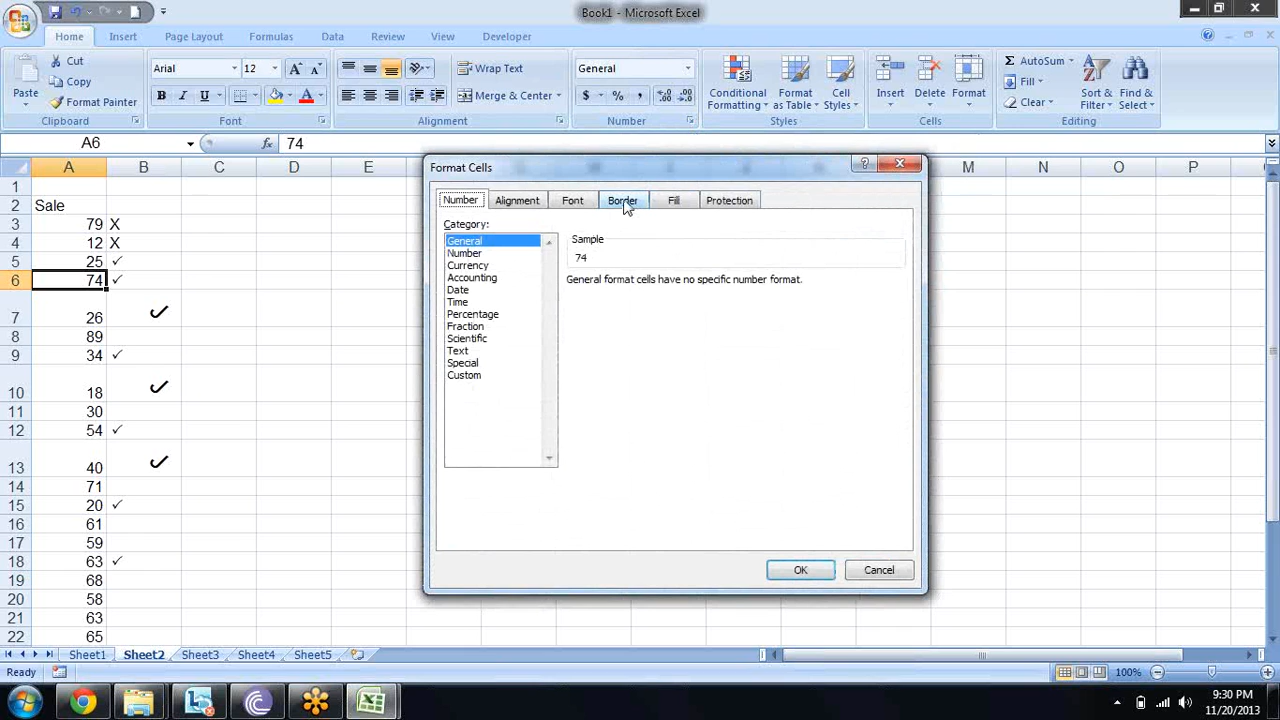 Book1 - Microsoft Excel
Home Insert Page Layout Formulas Data Review View Developer
Paste
Cut
Copy
Format Painter
Clipboard
Arial 12
B I U A
Font
Wrap Text
Merge & Center
Alignment
General
$ % ,
Number
Conditional Formatting
Format as Table
Cell Styles
Styles
Insert Delete Format
Cells
AutoSum
Fill
Clear
Sort & Filter
Find & Select
Editing
A6 fx 74
A B C D E M N O P
1
2 Sale
3 79 X
4 12 X
5 25 ✓
6 74 ✓
7 26 ✓
8 89
9 34 ✓
10 18 ✓
11 30
12 54 ✓
13 40 ✓
14 71
15 20 ✓
16 61
17 59
18 63 ✓
19 68
20 58
21 63
22 65
Format Cells
Number Alignment Font Border Fill Protection
Category:
General
Number
Currency
Accounting
Date
Time
Percentage
Fraction
Scientific
Text
Special
Custom
Sample
74
General format cells have no specific number format.
OK Cancel
Sheet1 Sheet2 Sheet3 Sheet4 Sheet5
Ready 100%
9:30 PM
11/20/2013